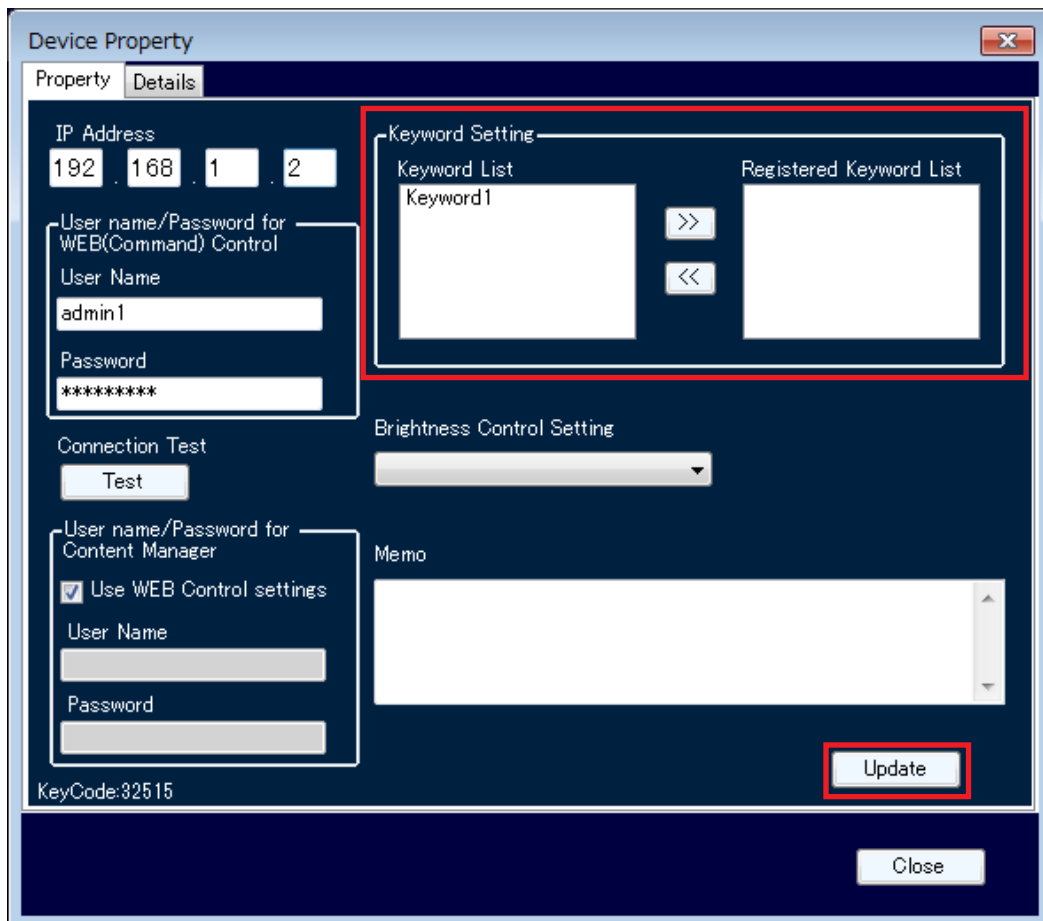 Device Property
Property
Details
IP Address
192 . 168 . 1 . 2
User name/Password for
WEB(Command) Control
User Name
admin1
Password
*********
Connection Test
Test
User name/Password for
Content Manager
Use WEB Control settings
User Name
Password
KeyCode:32515
Keyword Setting
Keyword List
Keyword1
>>
<<
Registered Keyword List
Brightness Control Setting
Memo
Update
Close